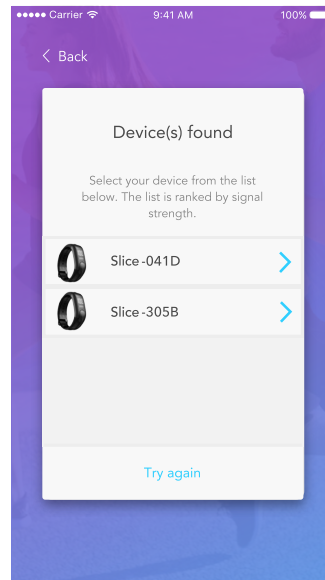 Carrier 9:41 AM 100%
Back
Device(s) found
Select your device from the list
below. The list is ranked by signal
strength.
Slice -041D
Slice -305B
Try again